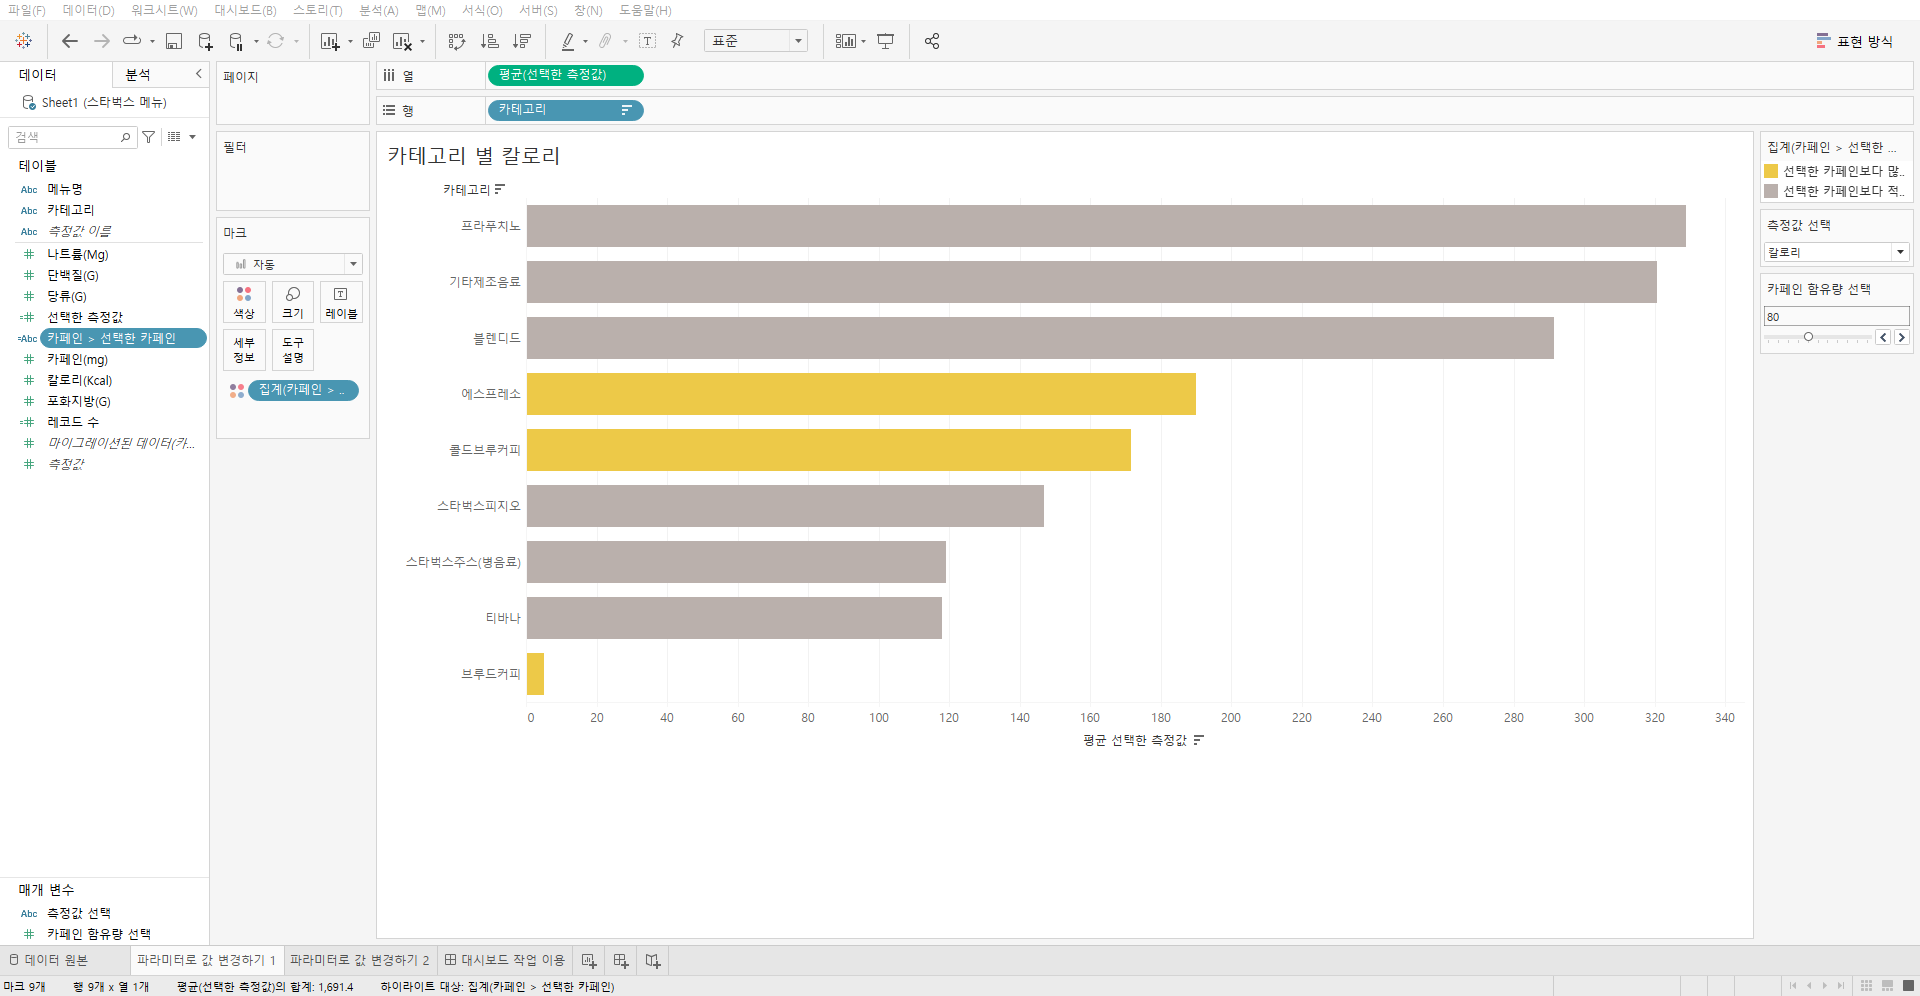 파일(F) 데이터(D) 워크시트(W) 대시보드(B) 스토리(T) 분석(A) 맵(M) 서식(O) 서버(S) 창(N) 도움말(H)
표준
표현 방식
데이터 분석
Sheet1 (스타벅스 메뉴)
검색
테이블
Abc 메뉴명
Abc 카테고리
Abc 측정값 이름
나트륨(Mg)
단백질(G)
당류(G)
선택한 측정값
=Abc 카페인 > 선택한 카페인
카페인(mg)
칼로리(Kcal)
포화지방(G)
레코드 수
마이그레이션된 데이터(카...
측정값
매개 변수
Abc 측정값 선택
카페인 함유량 선택
페이지
필터
마크
자동
색상 크기 레이블
세부 정보
도구 설명
집계(카페인 > ..
열 평균(선택한 측정값)
행 카테고리
카테고리 별 칼로리
카테고리
프라푸치노
기타제조음료
블렌디드
에스프레소
콜드브루커피
스타벅스피지오
스타벅스주스(병음료)
티바나
브루드커피
0 20 40 60 80 100 120 140 160 180 200 220 240 260 280 300 320 340
평균 선택한 측정값
집계(카페인 > 선택한 ...
선택한 카페인보다 많..
선택한 카페인보다 적..
측정값 선택
칼로리
카페인 함유량 선택
80
데이터 원본 파라미터로 값 변경하기 1 파라미터로 값 변경하기 2 대시보드 작업 이용
마크 9개 행 9개 x 열 1개 평균(선택한 측정값)의 합계: 1,691.4 하이라이트 대상: 집계(카페인 > 선택한 카페인)